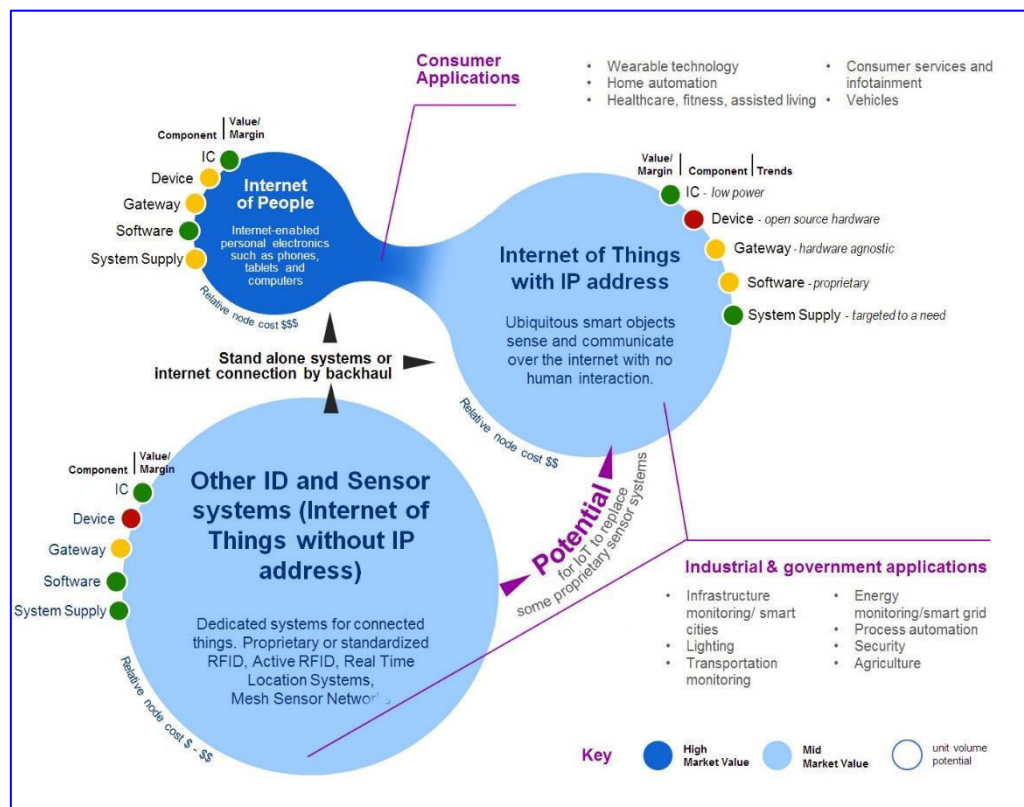 Consumer
Applications
• Wearable technology
• Home automation
• Healthcare, fitness, assisted living
• Consumer services and
infotainment
• Vehicles
Component | Value/
Margin
IC
Device
Gateway
Software
System Supply
Internet
of People
Internet-enabled
personal electronics
such as phones,
tablets and
computers
Relative node cost $$$
Value/
Margin | Component | Trends
IC - low power
Device - open source hardware
Gateway - hardware agnostic
Software - proprietary
System Supply - targeted to a need
Internet of Things
with IP address
Ubiquitous smart objects
sense and communicate
over the internet with no
human interaction.
Relative node cost $$
Stand alone systems or
internet connection by backhaul
Component | Value/
Margin
IC
Device
Gateway
Software
System Supply
Other ID and Sensor
systems (Internet of
Things without IP
address)
Dedicated systems for connected
things. Proprietary or standardized
RFID, Active RFID, Real Time
Location Systems,
Mesh Sensor Networks
Relative node cost $ - $$
Potential
for IoT to replace
some proprietary sensor systems
Industrial & government applications
• Infrastructure
monitoring/ smart
cities
• Lighting
• Transportation
monitoring
• Energy
monitoring/smart grid
• Process automation
• Security
• Agriculture
Key
High
Market Value
Mid
Market Value
unit volume
potential